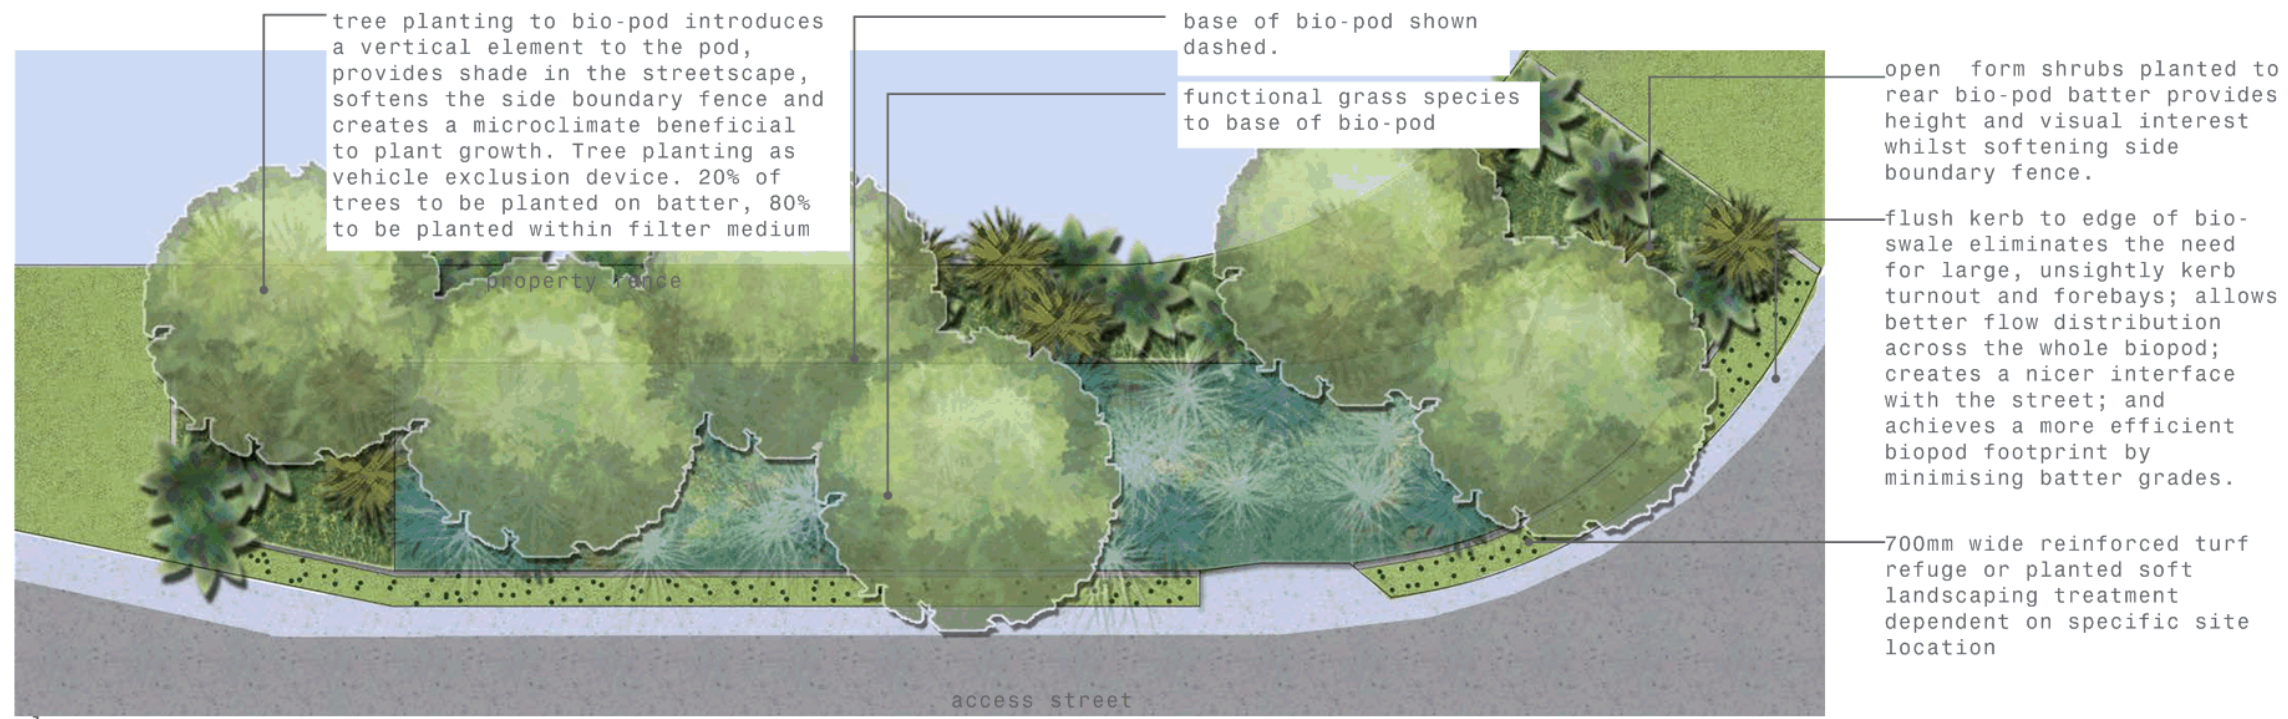 tree planting to bio-pod introduces
a vertical element to the pod,
provides shade in the streetscape,
softens the side boundary fence and
creates a microclimate beneficial
to plant growth. Tree planting as
vehicle exclusion device. 20% of
trees to be planted on batter, 80%
to be planted within filter medium
base of bio-pod shown
dashed.
functional grass species
to base of bio-pod
open form shrubs planted to
rear bio-pod batter provides
height and visual interest
whilst softening side
boundary fence.
flush kerb to edge of bio-
swale eliminates the need
for large, unsightly kerb
turnout and forebays; allows
better flow distribution
across the whole biopod;
creates a nicer interface
with the street; and
achieves a more efficient
biopod footprint by
minimising batter grades.
700mm wide reinforced turf
refuge or planted soft
landscaping treatment
dependent on specific site
location
property fence
access street